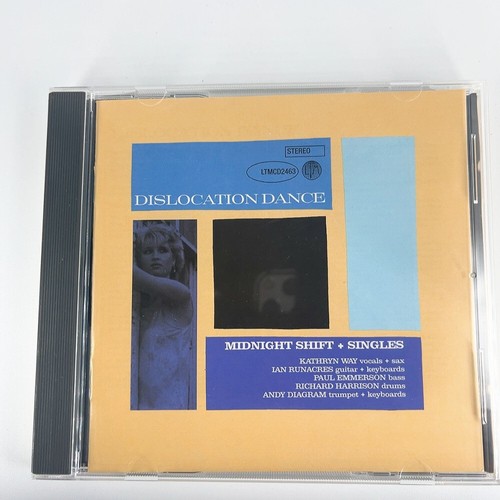 STEREO
LTMCD2463 LTM
DISLOCATION DANCE
MIDNIGHT SHIFT + SINGLES
KATHRYN WAY vocals + sax
IAN RUNACRES guitar + keyboards
PAUL EMMERSON bass
RICHARD HARRISON drums
ANDY DIAGRAM trumpet + keyboards